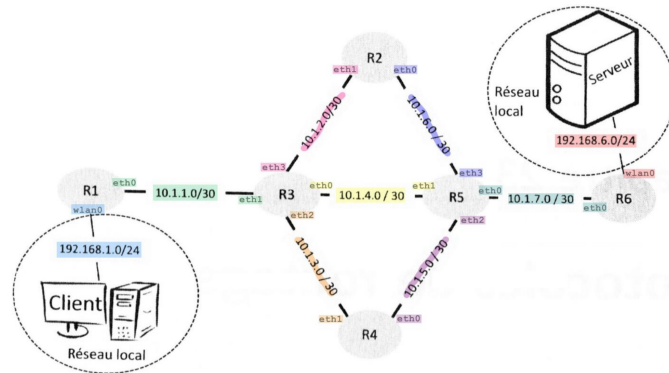 R2
eth1
eth0
Réseau
local
Serveur
10.1.2.0/30
10.1.6.0 / 30
192.168.6.0/24
eth3
eth3
wlan0
R1
eth0
10.1.1.0/30
eth1
R3
eth0
10.1.4.0 / 30
eth1
R5
eth0
10.1.7.0 / 30
eth0
R6
wlan0
eth2
eth2
192.168.1.0/24
10.1.3.0 / 30
10.1.5.0 / 30
Client
eth1
eth0
R4
Réseau local